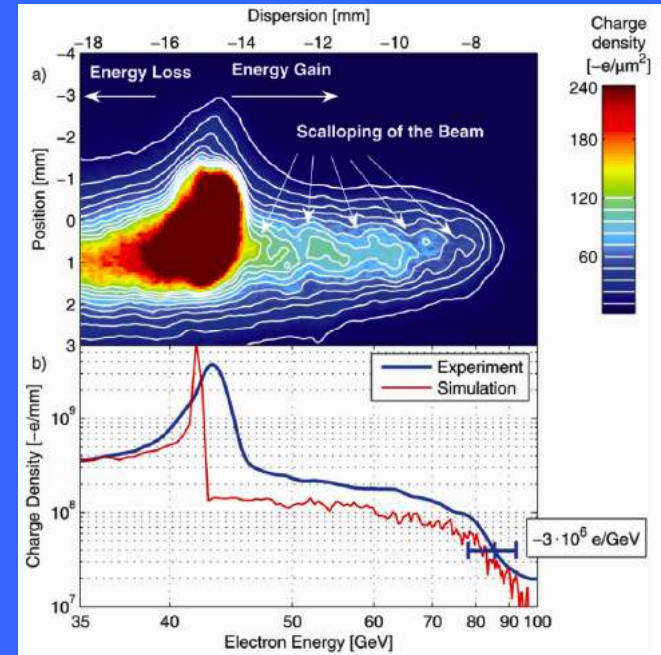 Dispersion [mm]
-18 -16 -14 -12 -10 -8
Charge
density
[-e/μm²]
a)
Energy Loss
Energy Gain
Scalloping of the Beam
Position [mm]
-4
-3
-2
-1
0
1
2
3
240
180
120
60
b)
Experiment
Simulation
Charge Density [-e/mm]
10⁹
10⁸
10⁷
-3 · 10⁶ e/GeV
35 40 50 60 70 80 90 100
Electron Energy [GeV]